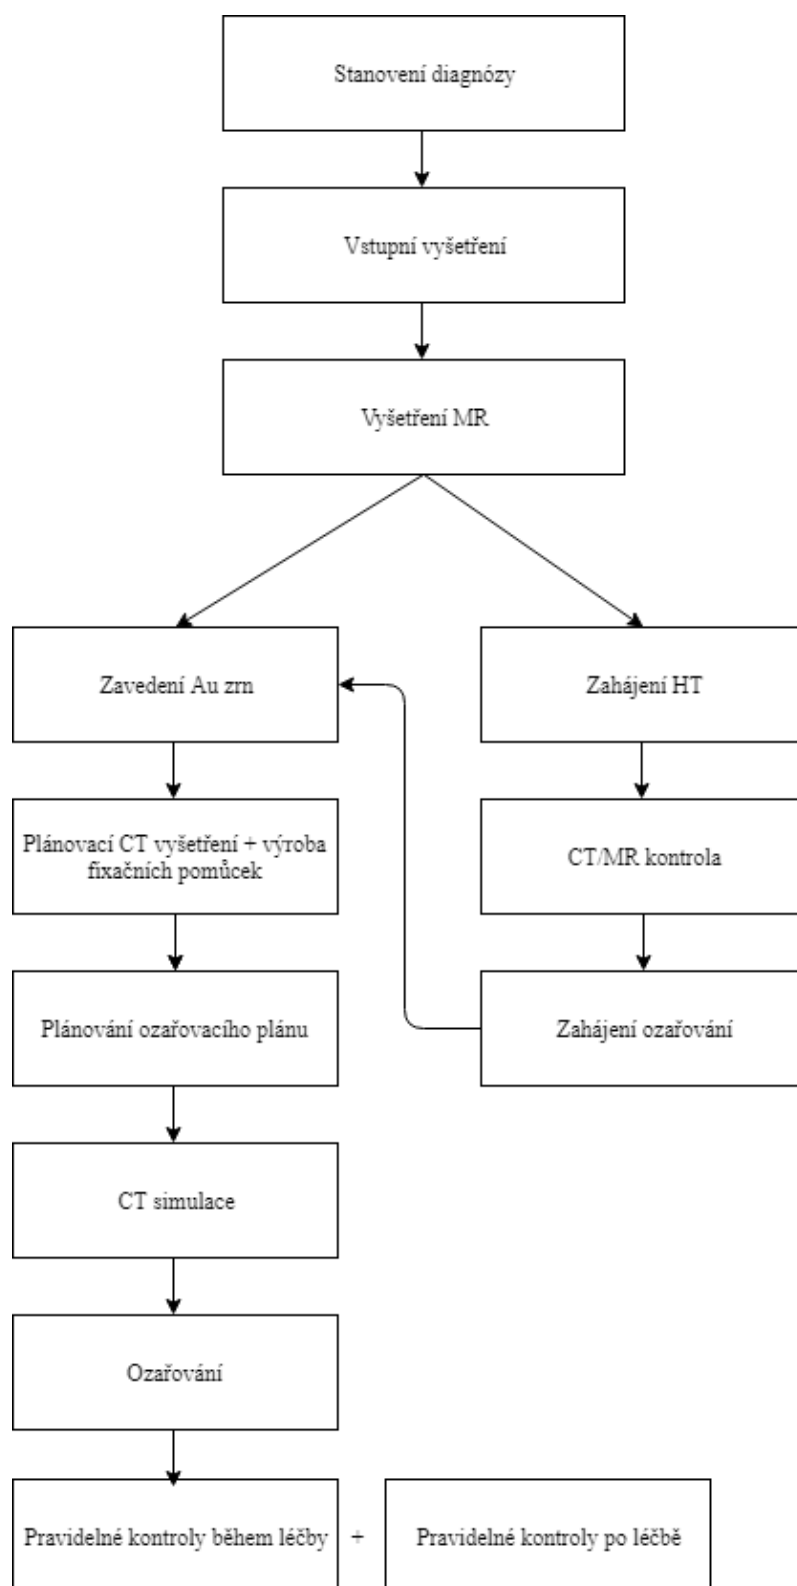 Stanovení diagnózy
Vstupní vyšetření
Vyšetření MR
Zavedení Au zrn
Zahájení HT
Plánovací CT vyšetření + výroba
fixačních pomůcek
CT/MR kontrola
Plánování ozařovacího plánu
Zahájení ozařování
CT simulace
Ozařování
Pravidelné kontroly během léčby + Pravidelné kontroly po léčbě